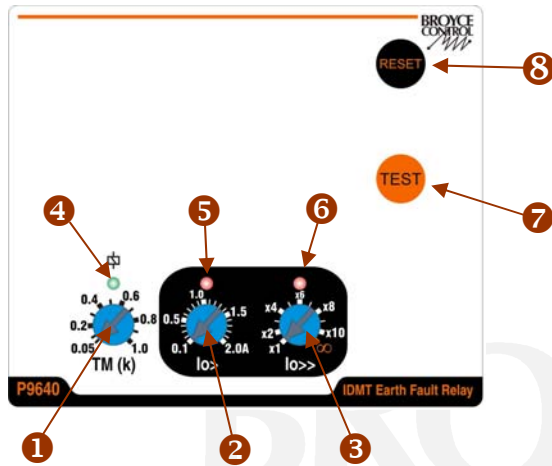 BROYCE
CONTROL
RESET
8
TEST
7
4
5
6
0.4
0.6
0.2
0.8
0.05
1.0
TM (k)
1.0
0.5
1.5
0.1
2.0A
Io>
x6
x4
x8
x2
x10
x1
∞
Io>>
P9640
IDMT Earth Fault Relay
1
2
3
BRO